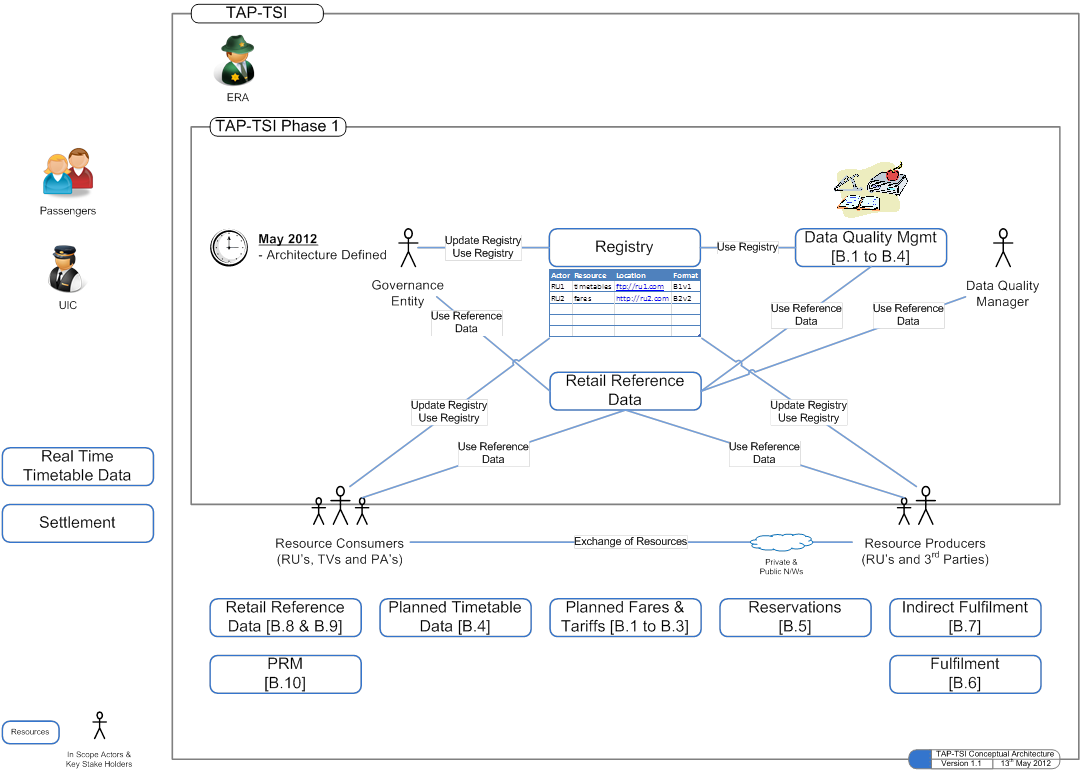 TAP-TSI
ERA
TAP-TSI Phase 1
Passengers
UIC
May 2012
- Architecture Defined
Governance
Entity
Update Registry
Use Registry
Registry
Use Registry
Data Quality Mgmt
[B.1 to B.4]
Data Quality
Manager
Actor Resource Location Format
RU1 timetables ftp://ru1.com B1v1
RU2 fares http://ru2.com B2v2
Use Reference
Data
Use Reference
Data
Use Reference
Data
Retail Reference
Data
Update Registry
Use Registry
Update Registry
Use Registry
Use Reference
Data
Use Reference
Data
Real Time
Timetable Data
Settlement
Resource Consumers
(RU's, TVs and PA's)
Exchange of Resources
Private &
Public N/Ws
Resource Producers
(RU's and 3rd Parties)
Retail Reference
Data [B.8 & B.9]
Planned Timetable
Data [B.4]
Planned Fares &
Tariffs [B.1 to B.3]
Reservations
[B.5]
Indirect Fulfilment
[B.7]
PRM
[B.10]
Fulfilment
[B.6]
Resources
In Scope Actors &
Key Stake Holders
TAP-TSI Conceptual Architecture
Version 1.1 13th May 2012